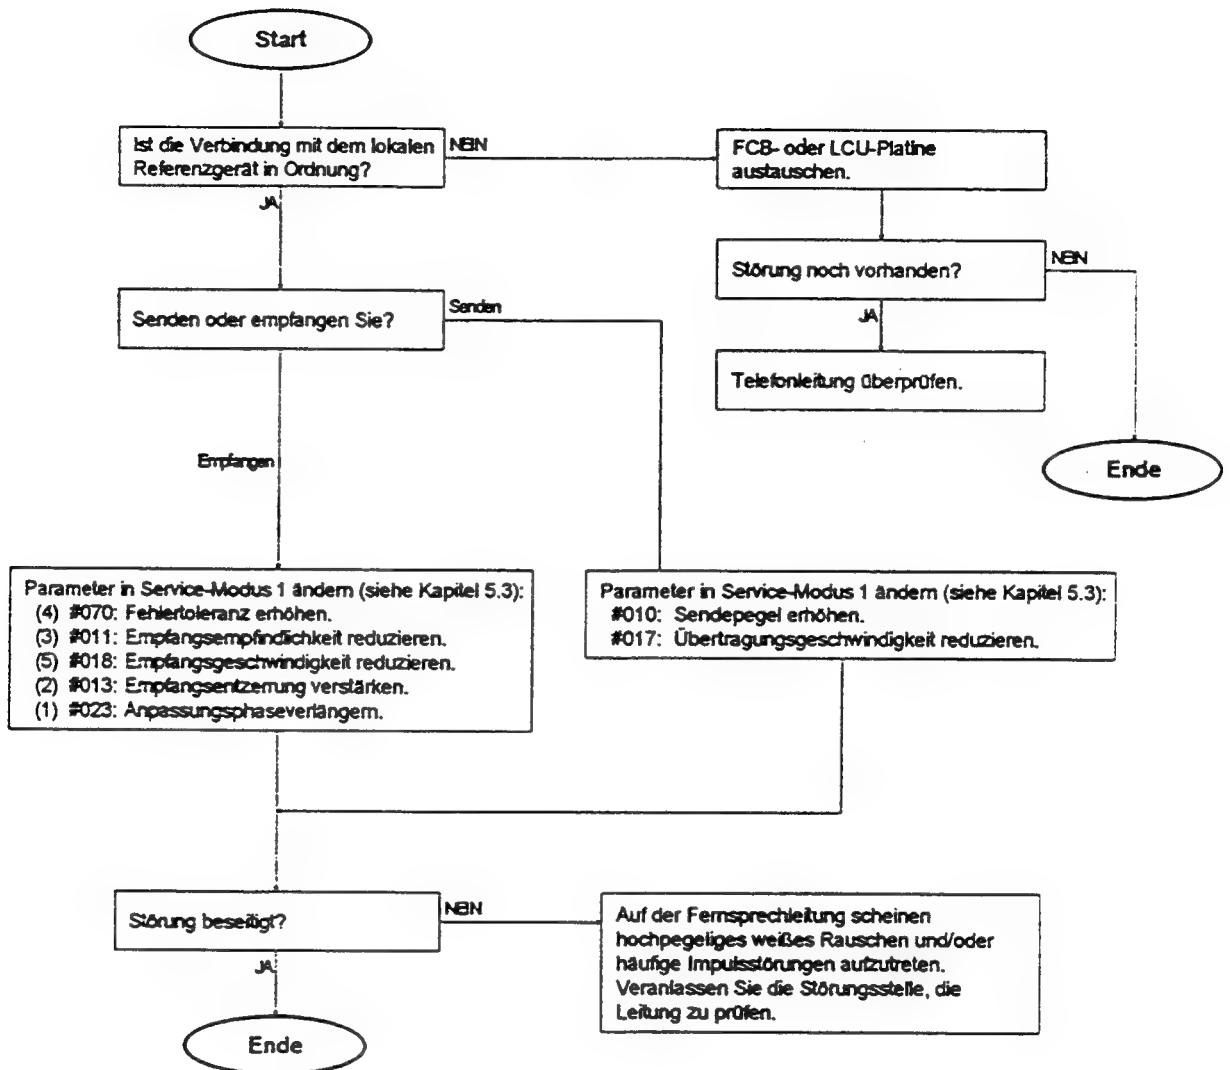 Start
Ist die Verbindung mit dem lokalen
Referenzgerät in Ordnung?
NEIN
FCB- oder LCU-Platine
austauschen.
JA
Störung noch vorhanden?
NEIN
Senden oder empfangen Sie?
Senden
JA
Telefonleitung überprüfen.
Empfangen
Ende
Parameter in Service-Modus 1 ändern (siehe Kapitel 5.3):
(4) #070: Fehlertoleranz erhöhen.
(3) #011: Empfangsempfindlichkeit reduzieren.
(5) #018: Empfangsgeschwindigkeit reduzieren.
(2) #013: Empfangsentzerrung verstärken.
(1) #023: Anpassungsphaseverlängern.
Parameter in Service-Modus 1 ändern (siehe Kapitel 5.3):
#010: Sendepegel erhöhen.
#017: Übertragungsgeschwindigkeit reduzieren.
Störung beseitigt?
NEIN
Auf der Fernsprechleitung scheinen
hochpegeliges weißes Rauschen und/oder
häufige Impulsstörungen aufzutreten.
Veranlassen Sie die Störungsstelle, die
Leitung zu prüfen.
JA
Ende